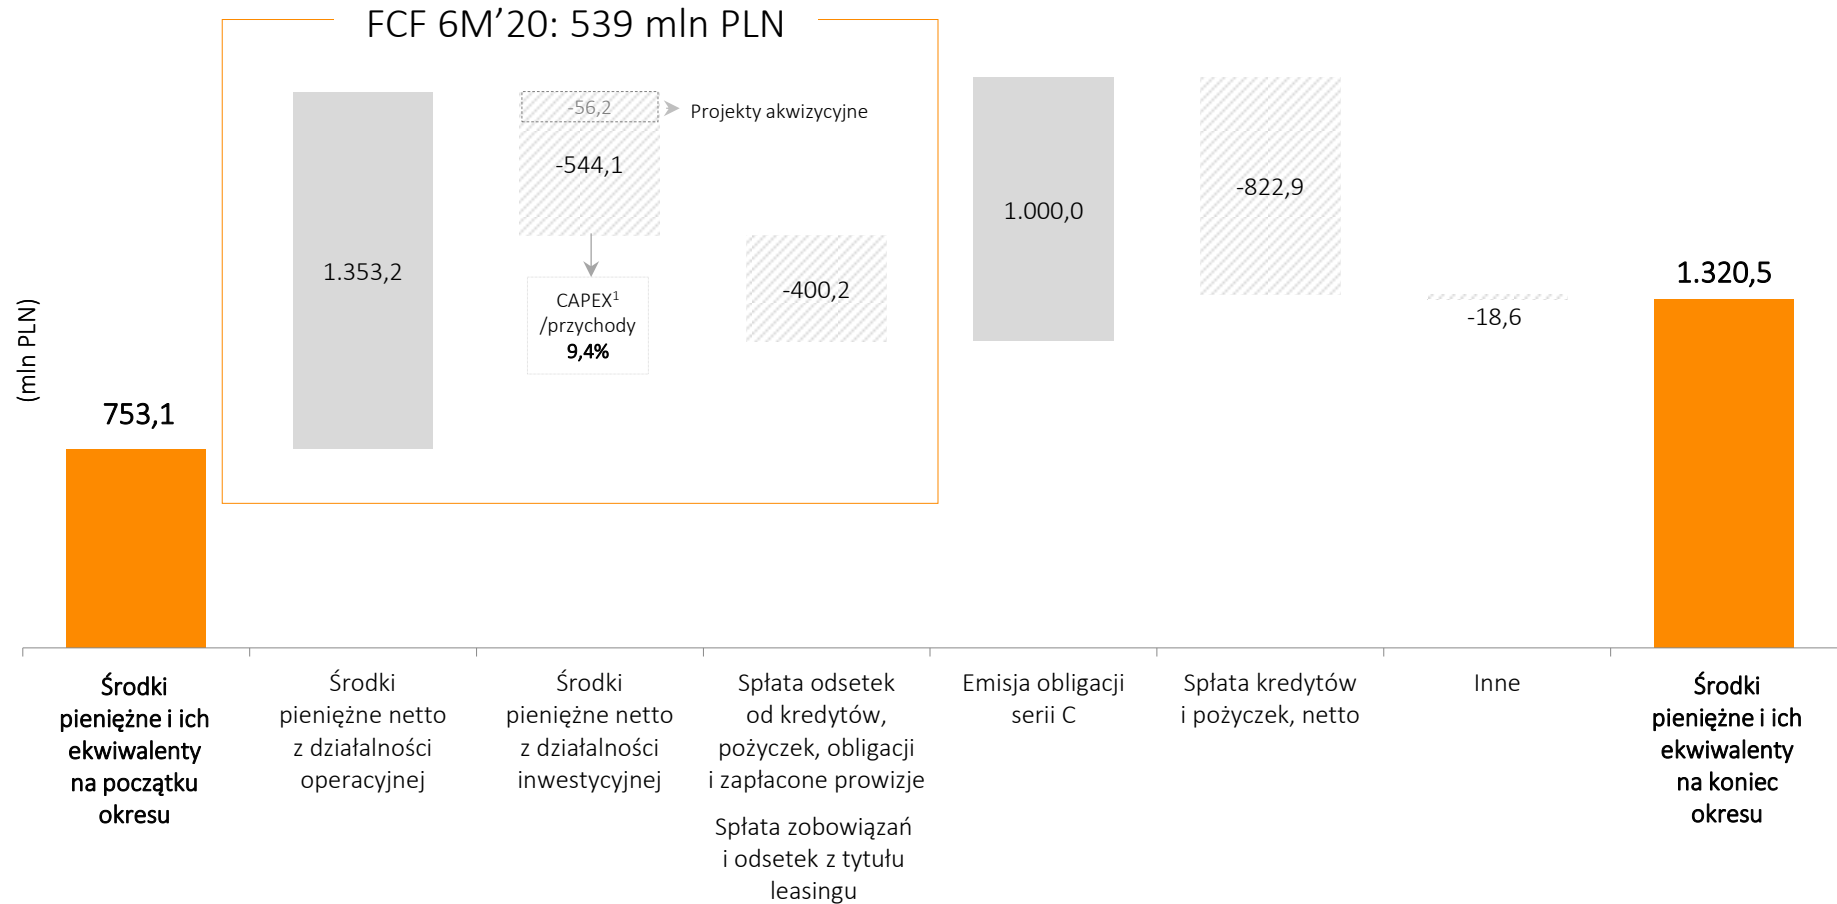 FCF 6M’20: 539 mln PLN
(mln PLN)
753,1
1.353,2
-56,2
Projekty akwizycyjne
-544,1
CAPEX¹
/przychody
9,4%
-400,2
1.000,0
-822,9
-18,6
1.320,5
Środki
pieniężne i ich
ekwiwalenty
na początku
okresu
Środki
pieniężne netto
z działalności
operacyjnej
Środki
pieniężne netto
z działalności
inwestycyjnej
Spłata odsetek
od kredytów,
pożyczek, obligacji
i zapłacone prowizje
Spłata zobowiązań
i odsetek z tytułu
leasingu
Emisja obligacji
serii C
Spłata kredytów
i pożyczek, netto
Inne
Środki
pieniężne i ich
ekwiwalenty
na koniec
okresu